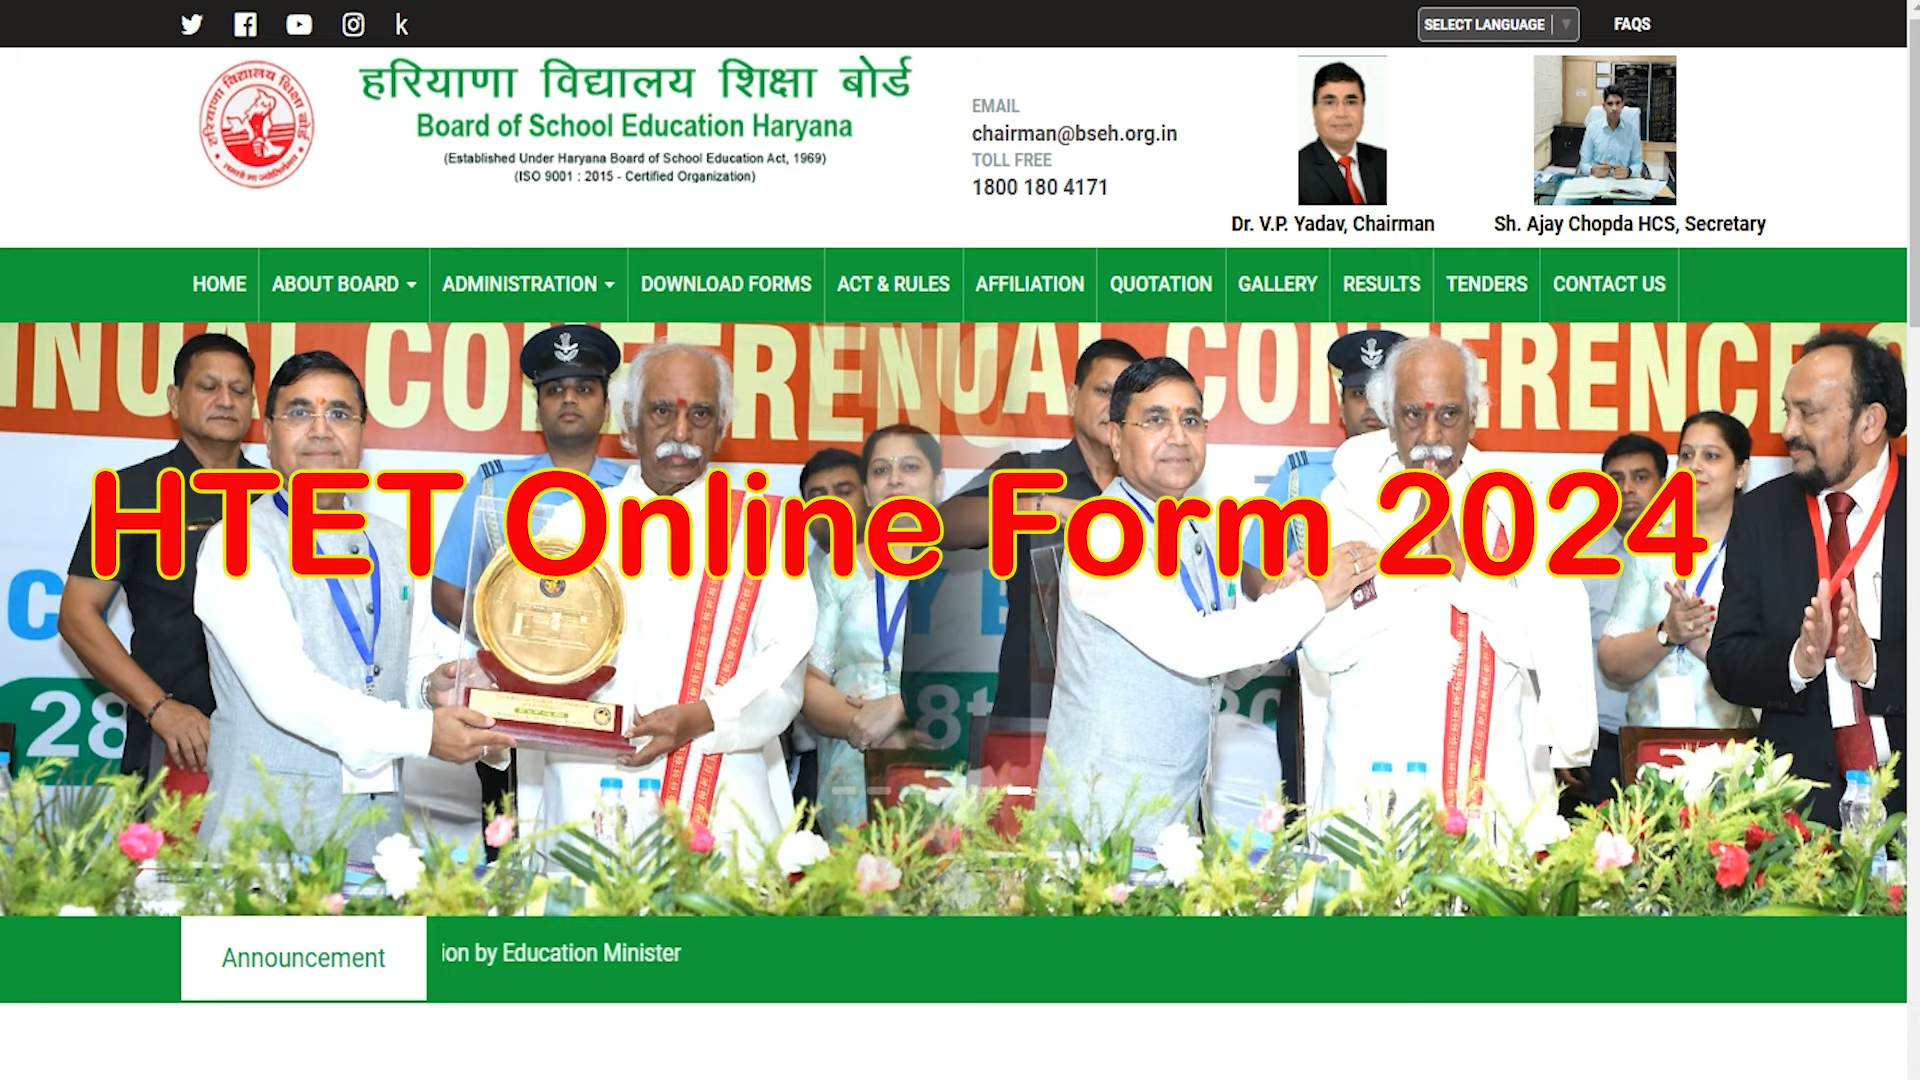 k
SELECT LANGUAGE
FAQS
हरियाणा विद्यालय शिक्षा बोर्ड
Board of School Education Haryana
(Established Under Haryana Board of School Education Act, 1969)
(ISO 9001 : 2015 - Certified Organization)
EMAIL
chairman@bseh.org.in
TOLL FREE
1800 180 4171
Dr. V.P. Yadav, Chairman
Sh. Ajay Chopda HCS, Secretary
HOME
ABOUT BOARD
ADMINISTRATION
DOWNLOAD FORMS
ACT & RULES
AFFILIATION
QUOTATION
GALLERY
RESULTS
TENDERS
CONTACT US
HTET Online Form 2024
28
Announcement
ion by Education Minister